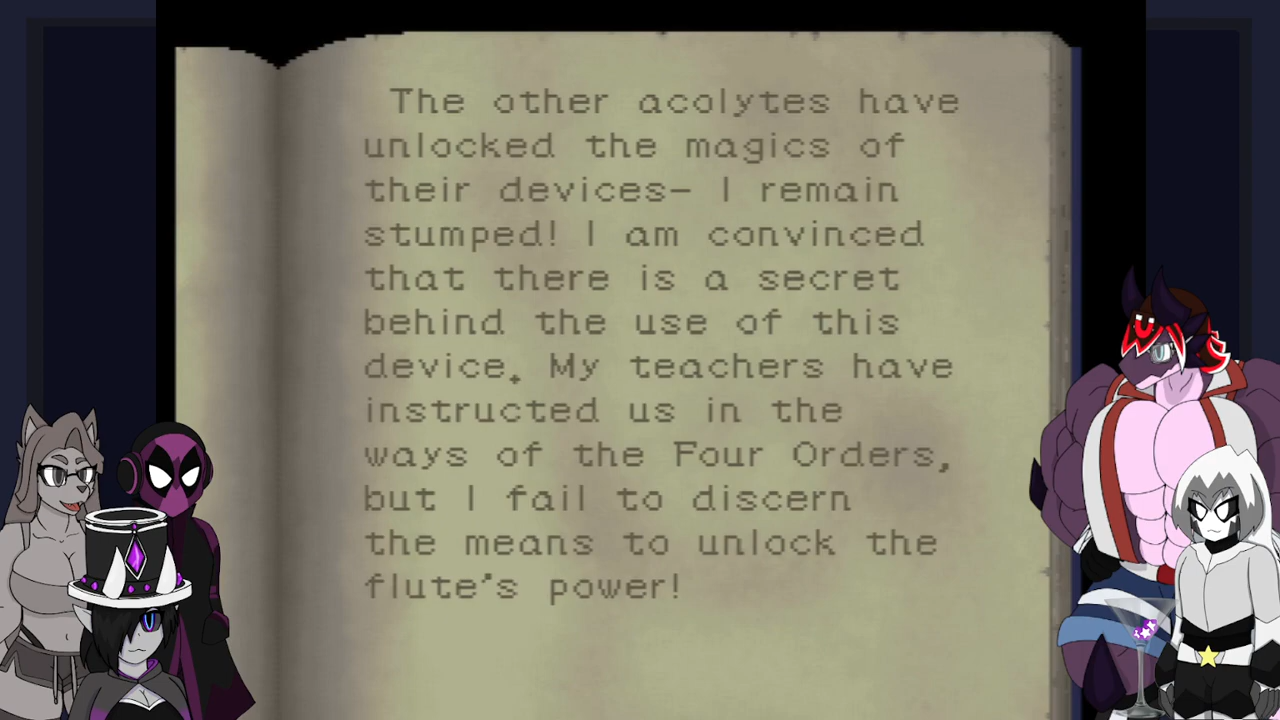 The other acolytes have
unlocked the magics of
their devices— I remain
stumped! I am convinced
that there is a secret
behind the use of this
device. My teachers have
instructed us in the
ways of the Four Orders,
but I fail to discern
the means to unlock the
flute's power!